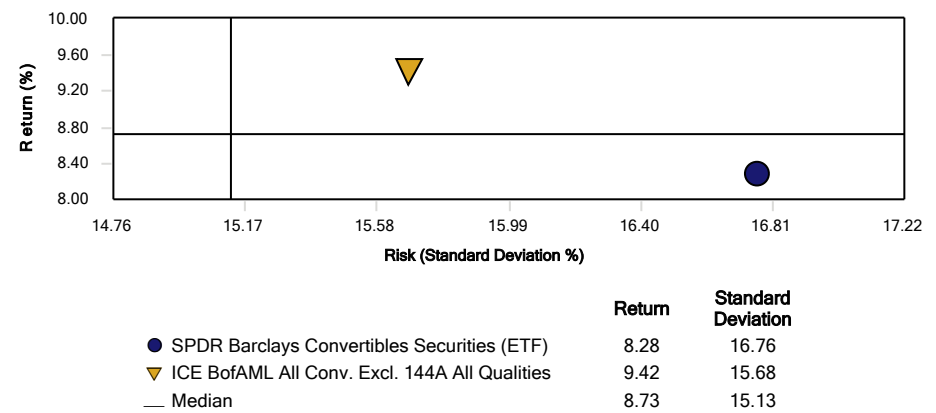 10.00
9.60
9.20
8.80
8.40
8.00
Return (%)
14.76 15.17 15.58 15.99 16.40 16.81 17.22
Risk (Standard Deviation %)
Return Standard Deviation
SPDR Barclays Convertibles Securities (ETF) 8.28 16.76
ICE BofAML All Conv. Excl. 144A All Qualities 9.42 15.68
Median 8.73 15.13